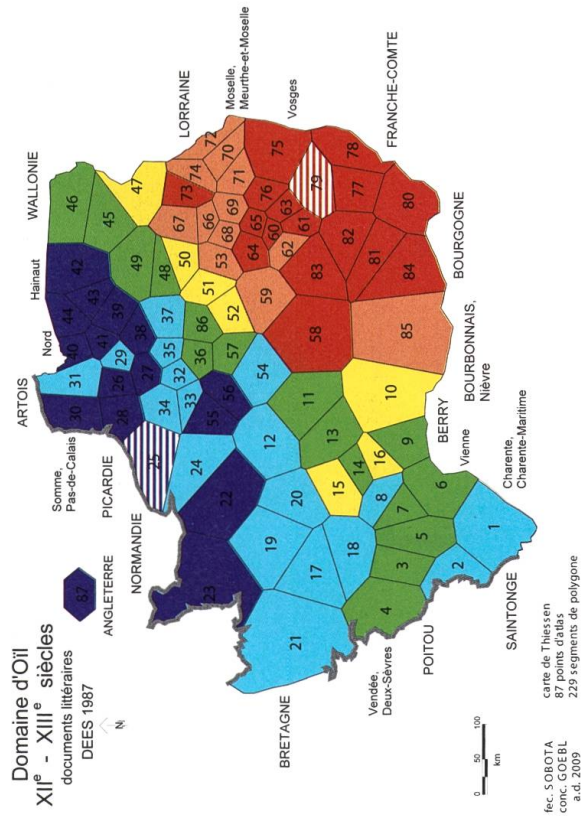 Domaine d'Oïl
XIIe - XIIIe siècles
documents littéraires
DEES 1987
N
87
ANGLETERRE
Somme,
Pas-de-Calais
ARTOIS
Nord
Hainaut
WALLONIE
PICARDIE
NORMANDIE
LORRAINE
Moselle,
Meurthe-et-Moselle
Vosges
FRANCHE-COMTE
BOURGOGNE
BOURBONNAIS,
Nièvre
BERRY
Vienne
Charente,
Charente-Maritime
SAINTONGE
POITOU
Vendée,
Deux-Sèvres
BRETAGNE
1
2
3
4
5
6
7
8
9
10
11
12
13
14
15
16
17
18
19
20
21
22
23
24
25
26
27
28
29
30
31
32
33
34
35
36
37
38
39
40
41
42
43
44
45
46
47
48
49
50
51
52
53
54
55
56
57
58
59
60
61
62
63
64
65
66
67
68
69
70
71
72
73
74
75
76
77
78
79
80
81
82
83
84
85
86
0 50 100
km
fec. SOBOTA
conc. GOEBL
a.d. 2009
carte de Thiessen
87 points d'atlas
229 segments de polygone